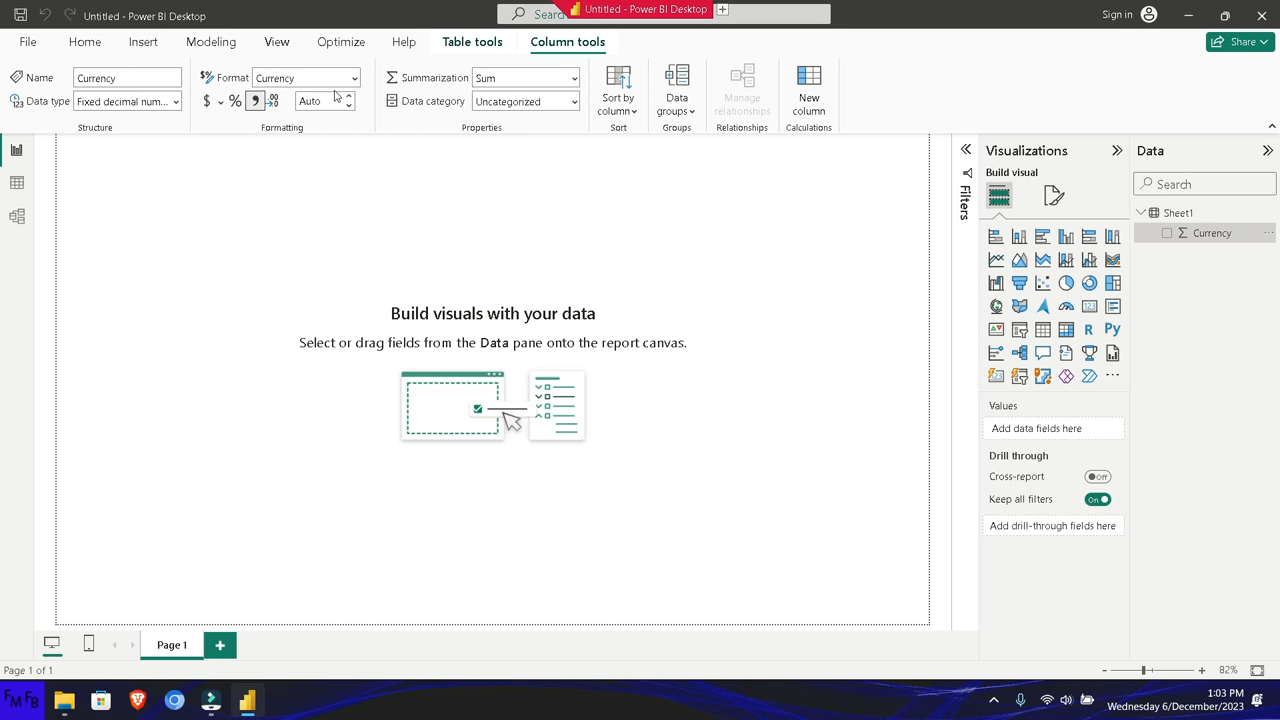 Untitled - Power BI Desktop
Search
Untitled - Power BI Desktop
Sign in
File Home Insert Modeling View Optimize Help Table tools Column tools
Share
Name Currency
Format Currency
Summarization Sum
Data type Fixed decimal num...
$ % 9 .00 Auto
Data category Uncategorized
Sort by column
Data groups
Manage relationships
New column
Structure Formatting Properties Sort Groups Relationships Calculations
Filters
Visualizations
Build visual
Data
Search
Sheet1
Currency
R Py
Values
Add data fields here
Drill through
Cross-report Off
Keep all filters On
Add drill-through fields here
Build visuals with your data
Select or drag fields from the Data pane onto the report canvas.
Page 1
Page 1 of 1
82%
FMFB
1:03 PM
Wednesday 6/December/2023